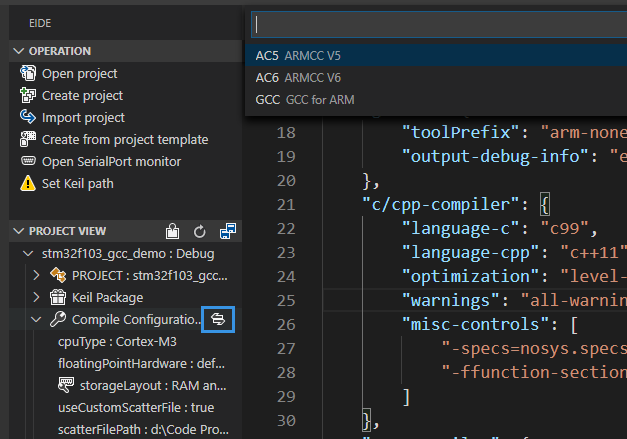 EIDE
OPERATION
Open project
Create project
Import project
Create from project template
Open SerialPort monitor
Set Keil path
PROJECT VIEW
stm32f103_gcc_demo : Debug
PROJECT : stm32f103_gcc...
Keil Package
Compile Configuratio...
cpuType : Cortex-M3
floatingPointHardware : def...
storageLayout : RAM an...
useCustomScatterFile : true
scatterFilePath : d:\Code Pro...
AC5 ARMCC V5
AC6 ARMCC V6
GCC GCC for ARM
18 "toolPrefix": "arm-none
19 "output-debug-info": "e
20 },
21 "c/cpp-compiler": {
22 "language-c": "c99",
23 "language-cpp": "c++11"
24 "optimization": "level-
25 "warnings": "all-warnin
26 "misc-controls": [
27 "-specs=nosys.specs
28 "-ffunction-section
29 ]
30 },